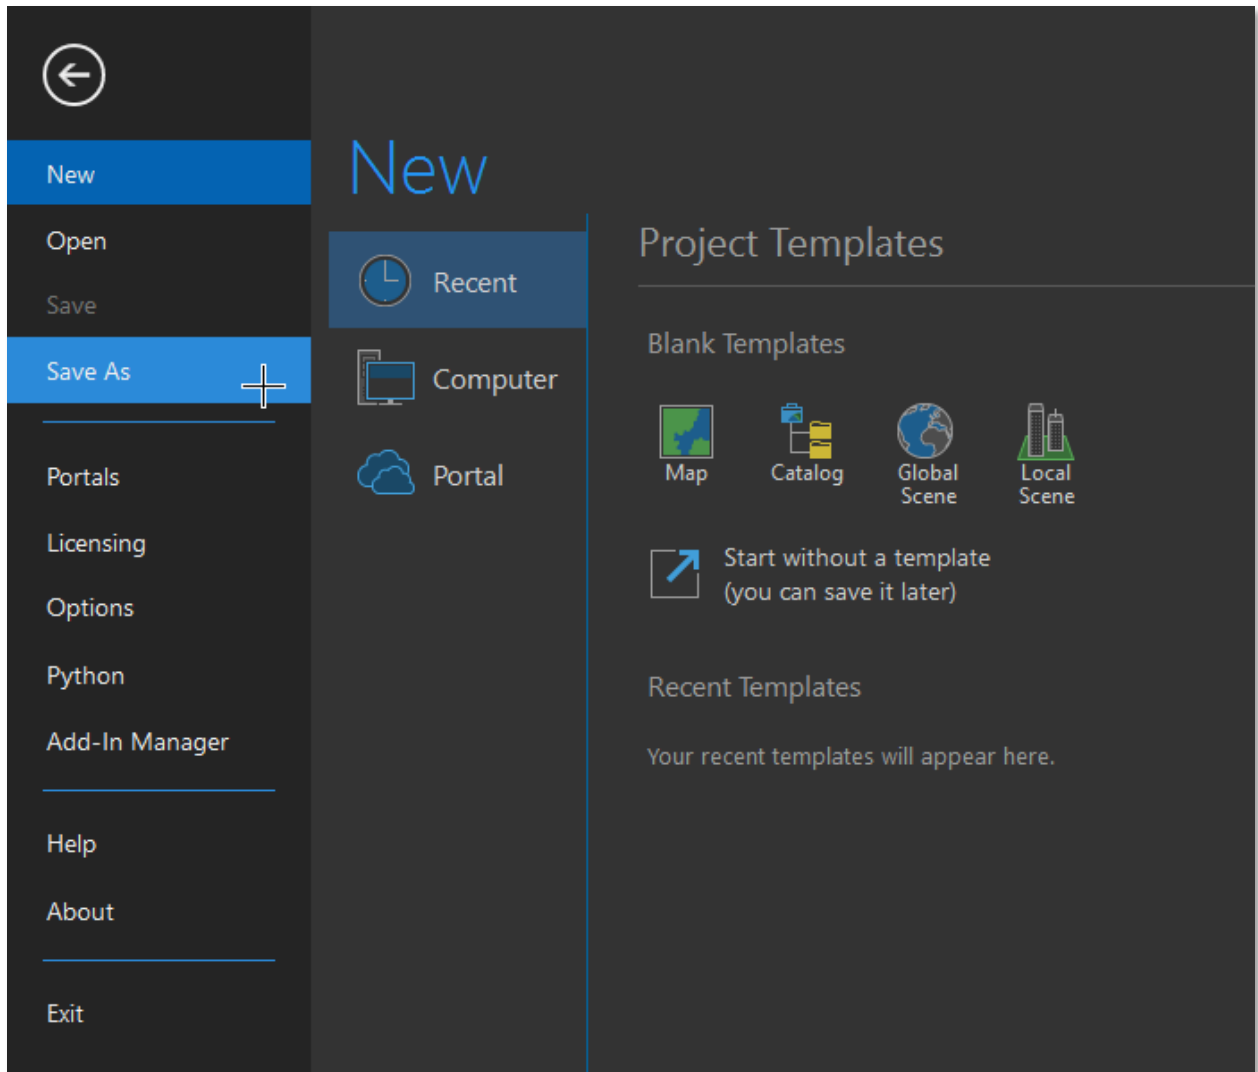 New
Open
Save
Save As
Portals
Licensing
Options
Python
Add-In Manager
Help
About
Exit
New
Recent
Computer
Portal
Project Templates
Blank Templates
Map
Catalog
Global
Scene
Local
Scene
Start without a template
(you can save it later)
Recent Templates
Your recent templates will appear here.